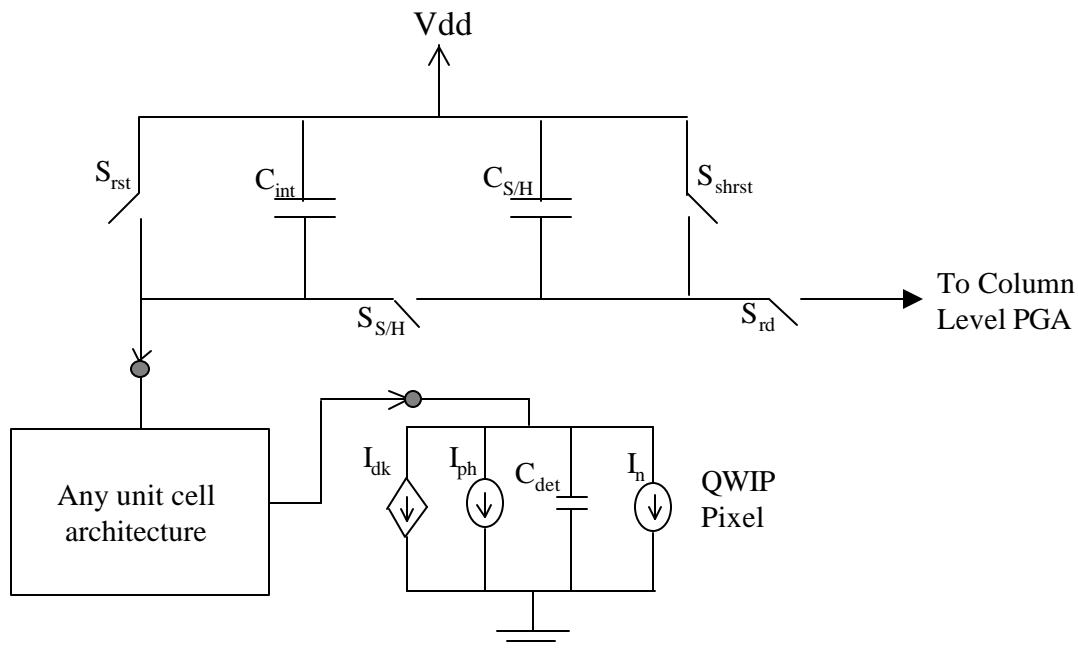 Vdd
S_rst
C_int
C_S/H
S_shrst
S_S/H
S_rd
To Column
Level PGA
Any unit cell
architecture
I_dk
I_ph
C_det
I_n
QWIP
Pixel